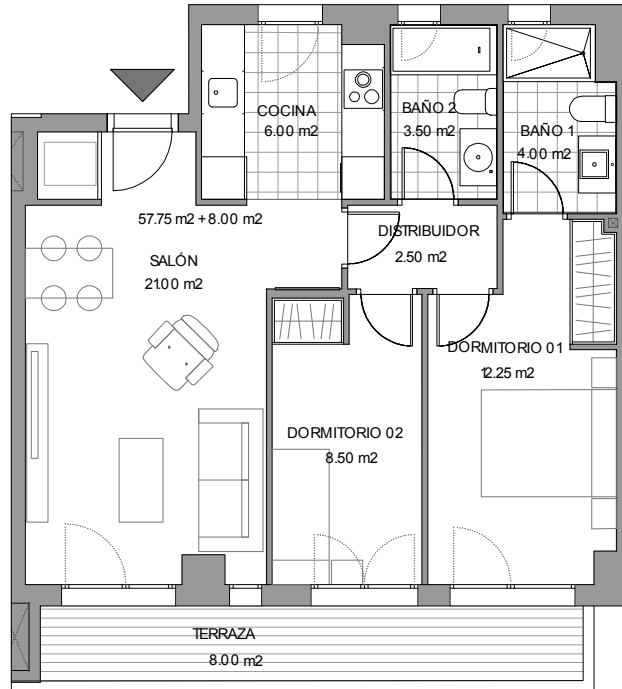 COCINA
6.00 m2
BAÑO 2
3.50 m2
BAÑO 1
4.00 m2
57.75 m2 + 8.00 m2
DISTRIBUIDOR
2.50 m2
SALÓN
21.00 m2
DORMITORIO 01
12.25 m2
DORMITORIO 02
8.50 m2
TERRAZA
8.00 m2